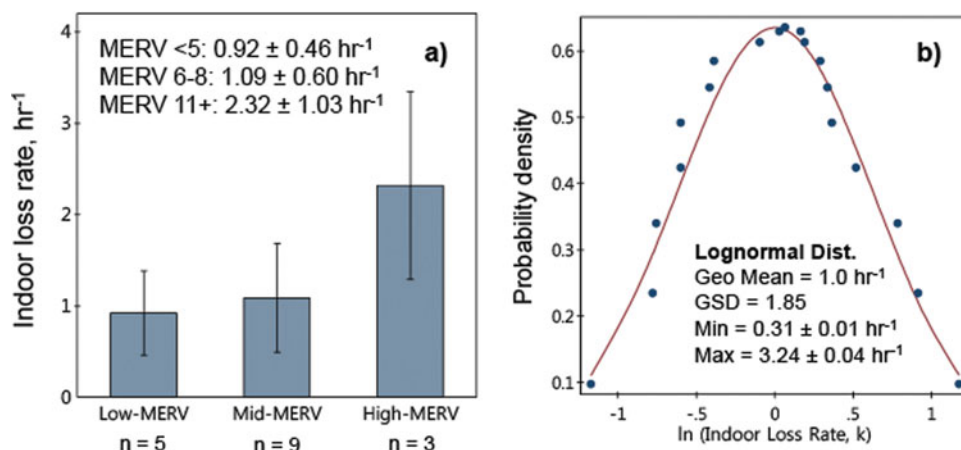 MERV <5: 0.92 ± 0.46 hr⁻¹
MERV 6-8: 1.09 ± 0.60 hr⁻¹
MERV 11+: 2.32 ± 1.03 hr⁻¹
a)
Indoor loss rate, hr⁻¹
4
3
2
1
0
Low-MERV Mid-MERV High-MERV
n = 5 n = 9 n = 3
b)
Probability density
0.6
0.5
0.4
0.3
0.2
0.1
Lognormal Dist.
Geo Mean = 1.0 hr⁻¹
GSD = 1.85
Min = 0.31 ± 0.01 hr⁻¹
Max = 3.24 ± 0.04 hr⁻¹
-1 -.5 0 .5 1
ln (Indoor Loss Rate, k)